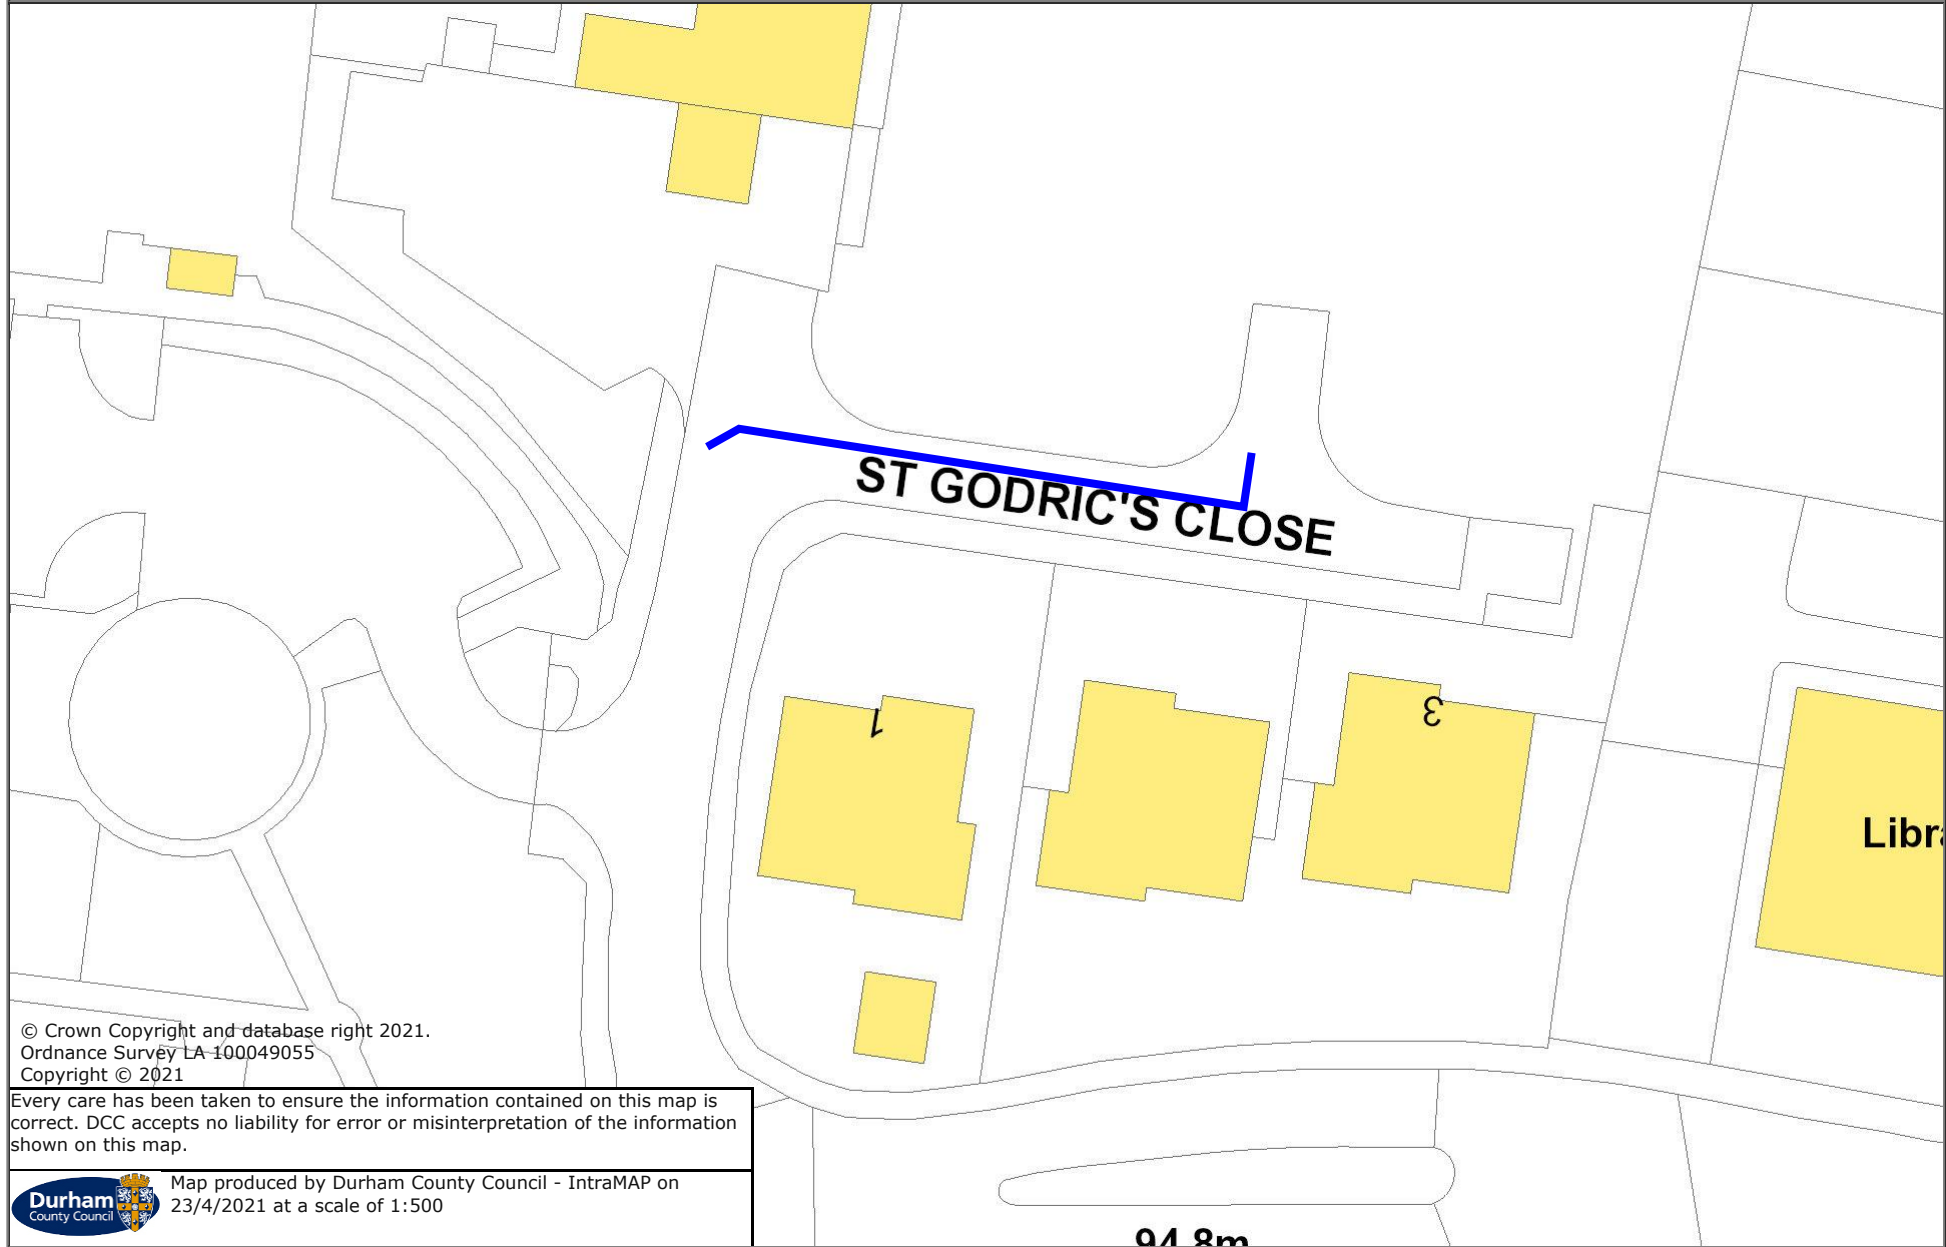 ST GODRIC'S CLOSE
1
3
© Crown Copyright and database right 2021.
Ordnance Survey LA 100049055
Copyright © 2021
Every care has been taken to ensure the information contained on this map is
correct. DCC accepts no liability for error or misinterpretation of the information
shown on this map.
Durham
County Council
Map produced by Durham County Council - IntraMAP on
23/4/2021 at a scale of 1:500
94.8m